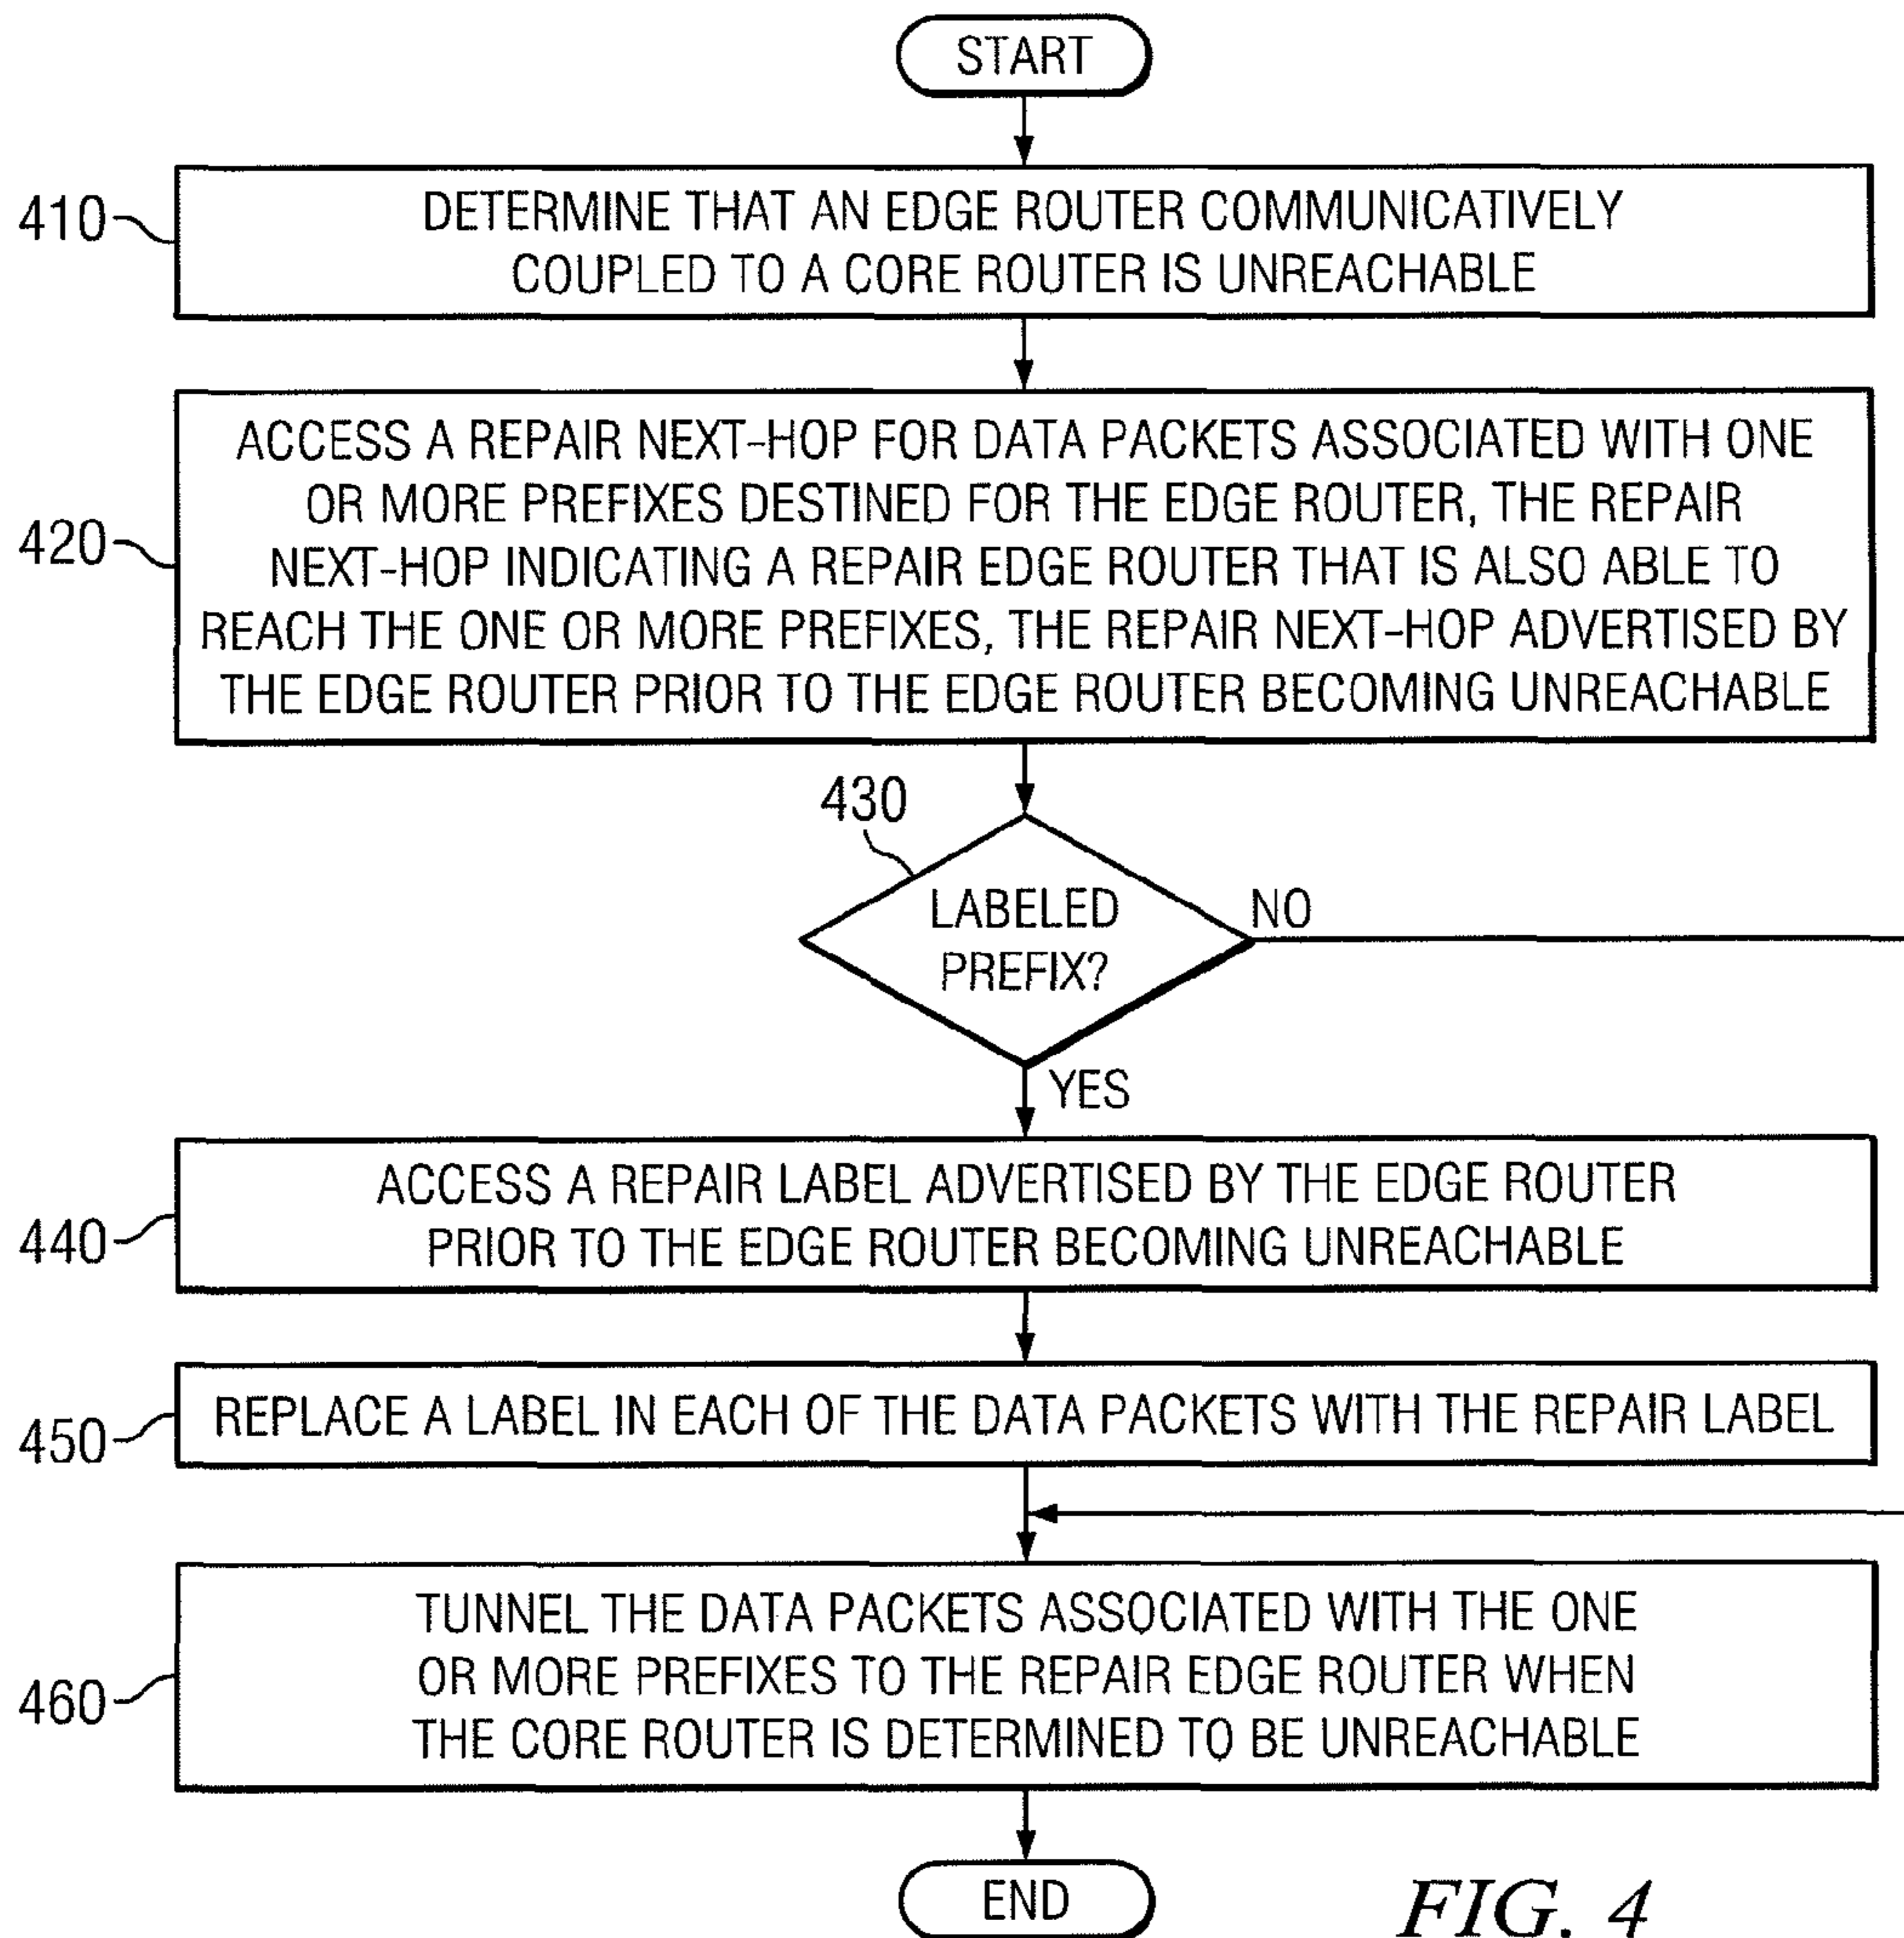 START
410
DETERMINE THAT AN EDGE ROUTER COMMUNICATIVELY
COUPLED TO A CORE ROUTER IS UNREACHABLE
420
ACCESS A REPAIR NEXT-HOP FOR DATA PACKETS ASSOCIATED WITH ONE
OR MORE PREFIXES DESTINED FOR THE EDGE ROUTER, THE REPAIR
NEXT-HOP INDICATING A REPAIR EDGE ROUTER THAT IS ALSO ABLE TO
REACH THE ONE OR MORE PREFIXES, THE REPAIR NEXT-HOP ADVERTISED BY
THE EDGE ROUTER PRIOR TO THE EDGE ROUTER BECOMING UNREACHABLE
430
LABELED
PREFIX?
NO
YES
440
ACCESS A REPAIR LABEL ADVERTISED BY THE EDGE ROUTER
PRIOR TO THE EDGE ROUTER BECOMING UNREACHABLE
450
REPLACE A LABEL IN EACH OF THE DATA PACKETS WITH THE REPAIR LABEL
460
TUNNEL THE DATA PACKETS ASSOCIATED WITH THE ONE
OR MORE PREFIXES TO THE REPAIR EDGE ROUTER WHEN
THE CORE ROUTER IS DETERMINED TO BE UNREACHABLE
END
FIG. 4